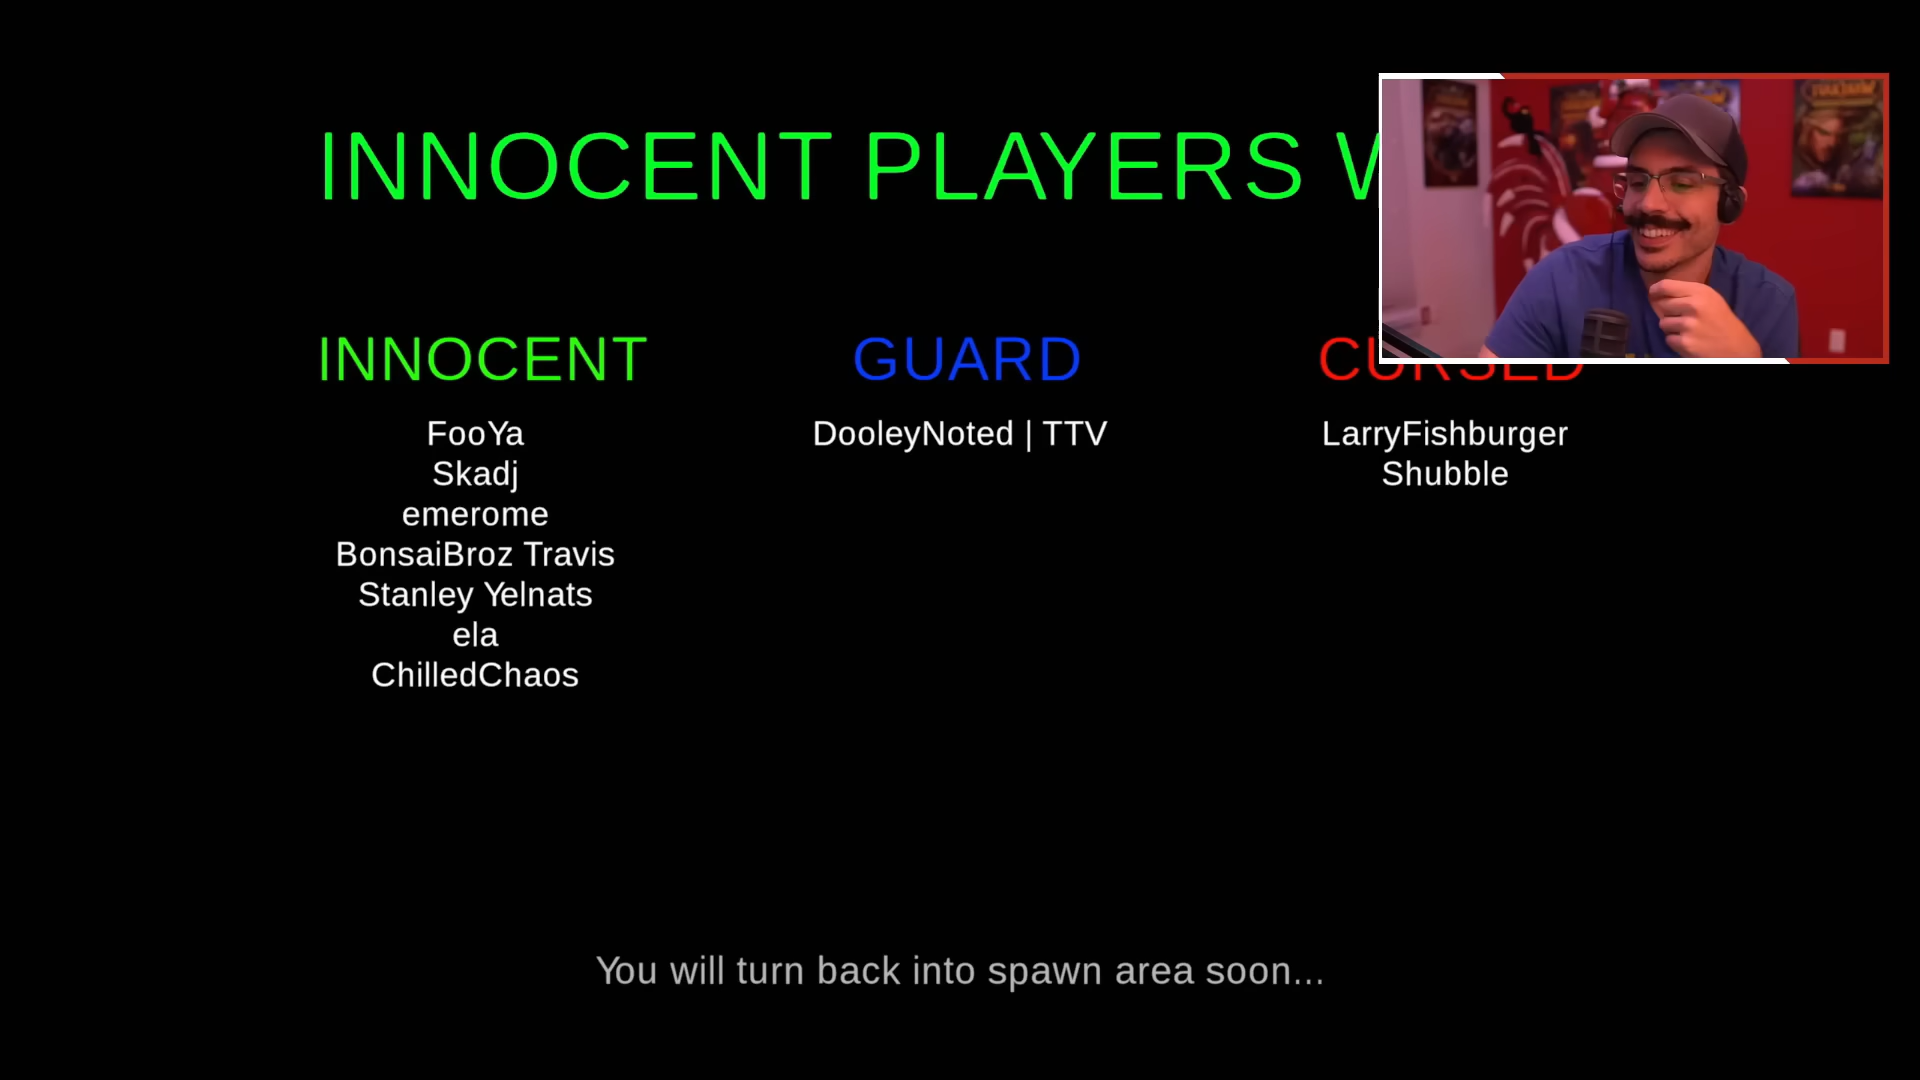 INNOCENT PLAYERS
INNOCENT
GUARD
CURSED
FooYa
DooleyNoted | TTV
LarryFishburger
Skadj
Shubble
emerome
BonsaiBroz Travis
Stanley Yelnats
ela
ChilledChaos
You will turn back into spawn area soon...